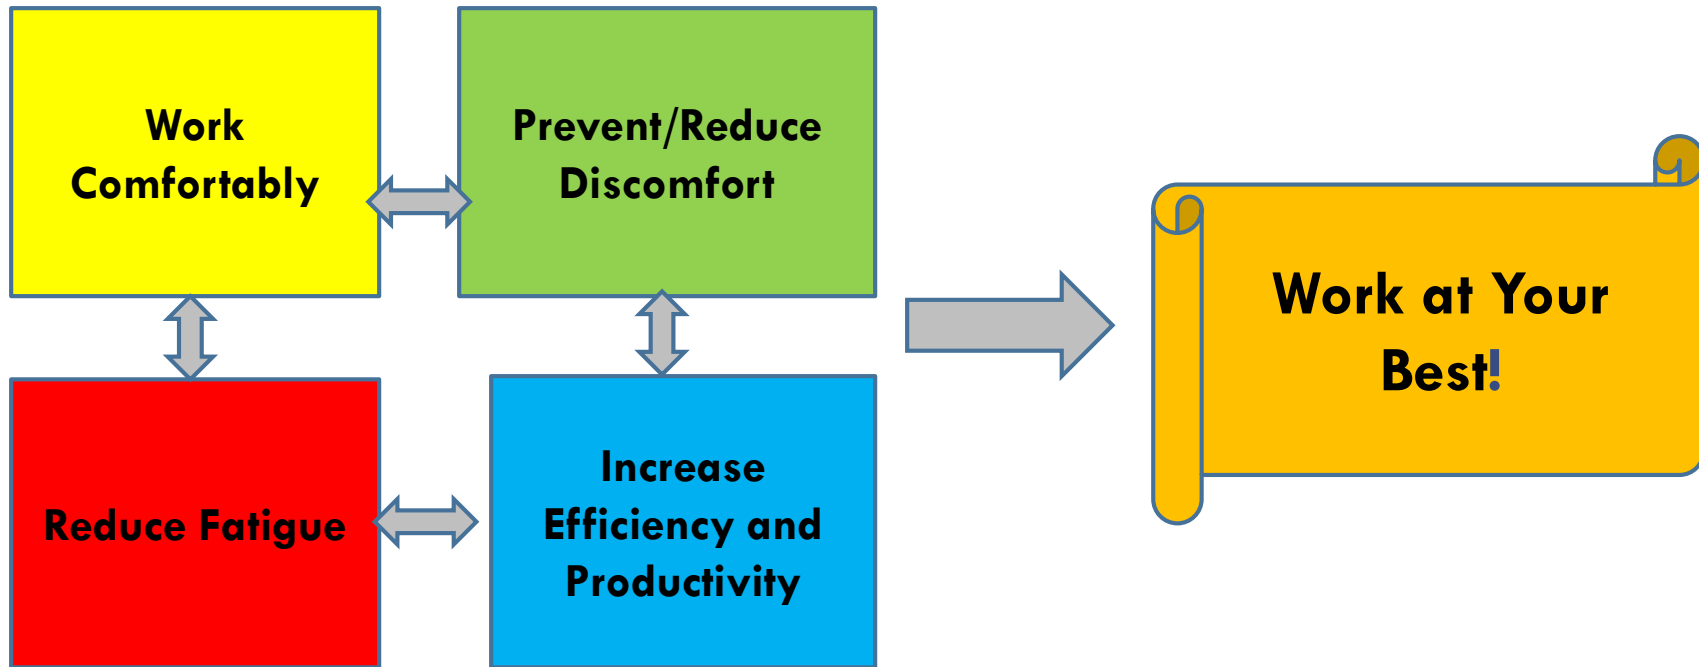 Work
Comfortably
Prevent/Reduce
Discomfort
Reduce Fatigue
Increase
Efficiency and
Productivity
Work at Your
Best!